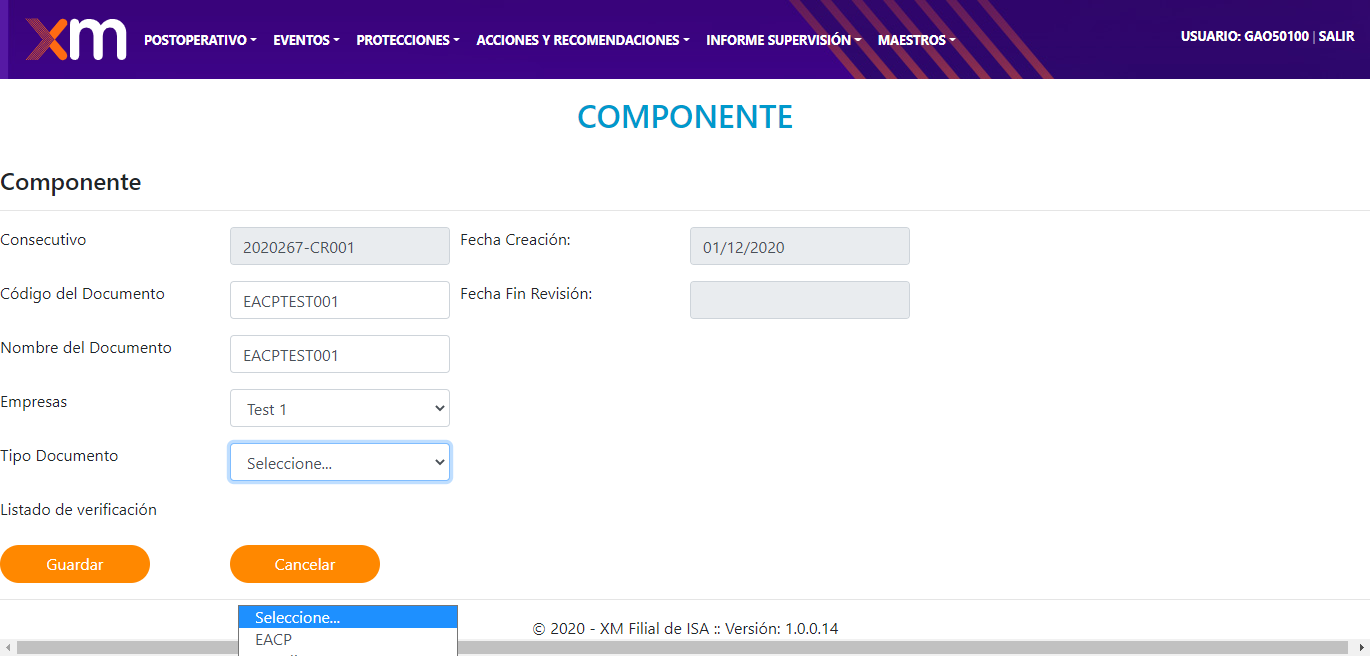 xm POSTOPERATIVO EVENTOS PROTECCIONES ACCIONES Y RECOMENDACIONES INFORME SUPERVISIÓN MAESTROS USUARIO: GAO50100 | SALIR
COMPONENTE
Componente
Consecutivo 2020267-CR001 Fecha Creación: 01/12/2020
Código del Documento EACPTEST001 Fecha Fin Revisión:
Nombre del Documento EACPTEST001
Empresas Test 1
Tipo Documento Seleccione...
Listado de verificación
Guardar Cancelar
Seleccione...
© 2020 - XM Filial de ISA :: Versión: 1.0.0.14
EACP